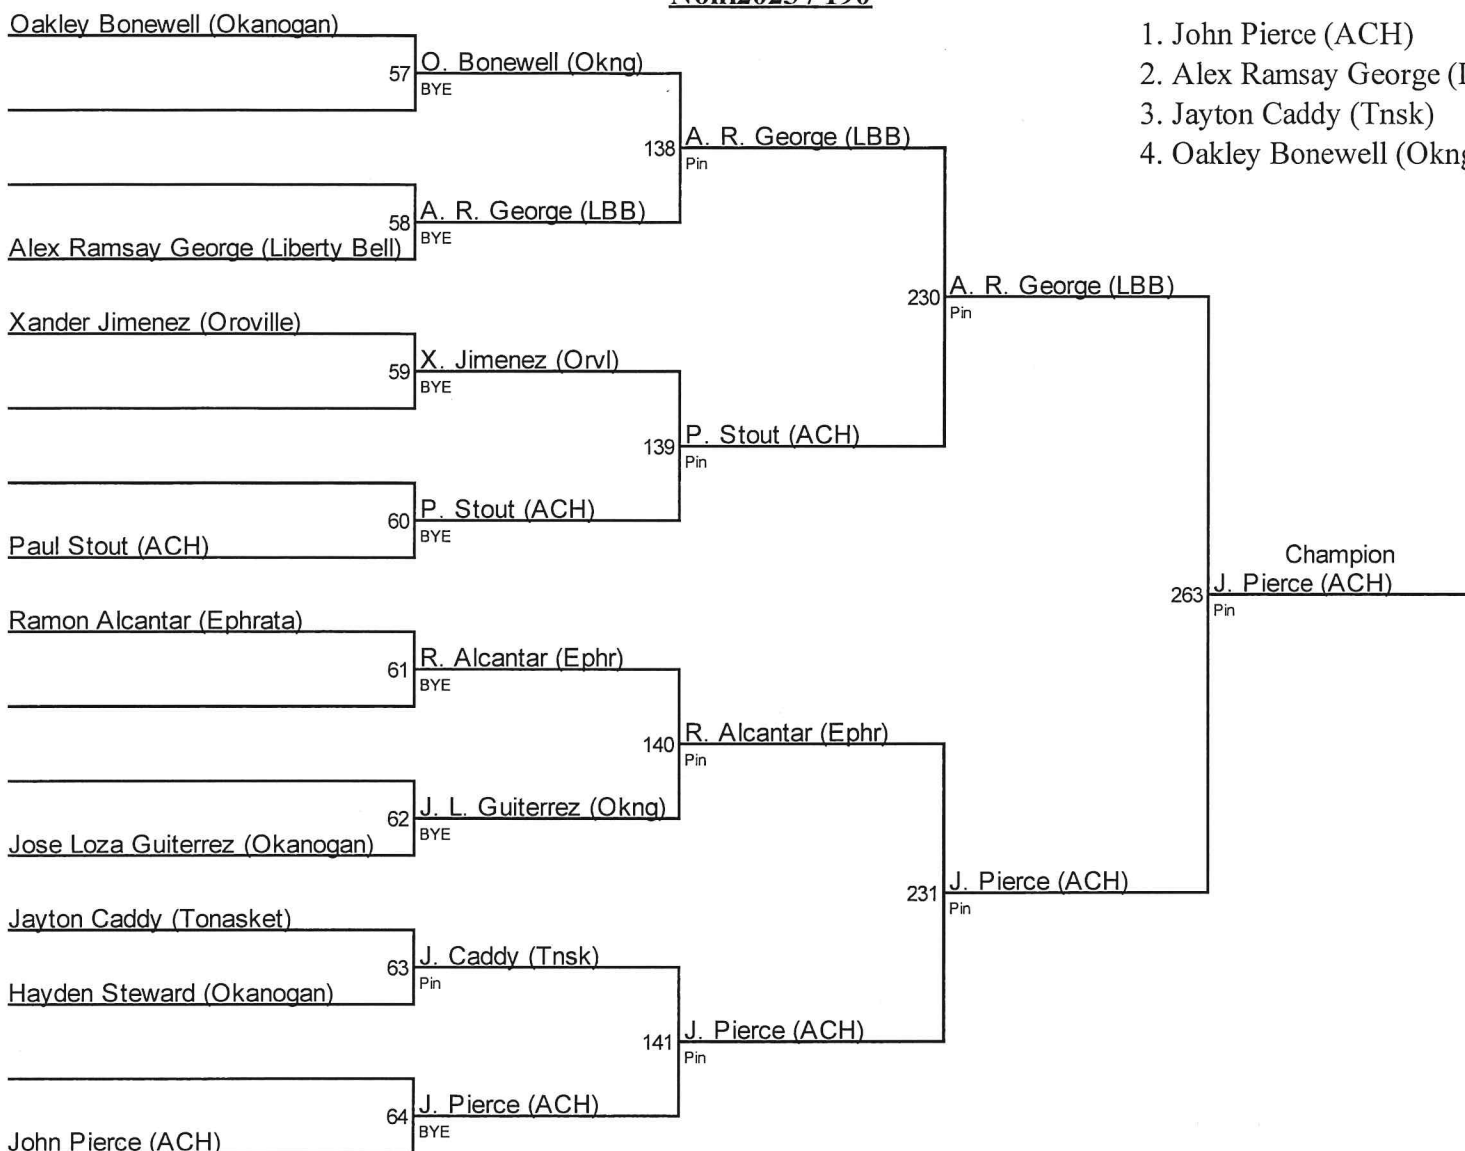 Oakley Bonewell (Okanogan)
57
O. Bonewell (Okng)
BYE
138
A. R. George (LBB)
Pin
58
A. R. George (LBB)
BYE
Alex Ramsay George (Liberty Bell)
230
A. R. George (LBB)
Pin
Xander Jimenez (Oroville)
59
X. Jimenez (Orvl)
BYE
139
P. Stout (ACH)
Pin
60
P. Stout (ACH)
BYE
Paul Stout (ACH)
263
Champion
J. Pierce (ACH)
Pin
Ramon Alcantar (Ephrata)
61
R. Alcantar (Ephr)
BYE
140
R. Alcantar (Ephr)
Pin
62
J. L. Guiterrez (Okng)
BYE
Jose Loza Guiterrez (Okanogan)
231
J. Pierce (ACH)
Pin
Jayton Caddy (Tonasket)
63
J. Caddy (Tnsk)
Pin
Hayden Steward (Okanogan)
141
J. Pierce (ACH)
Pin
64
J. Pierce (ACH)
BYE
John Pierce (ACH)
1. John Pierce (ACH)
2. Alex Ramsay George (
3. Jayton Caddy (Tnsk)
4. Oakley Bonewell (Okng